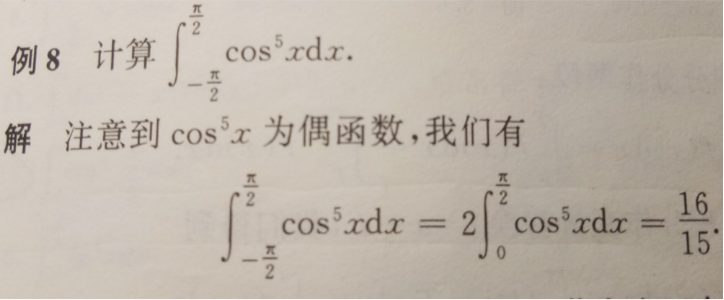 例 8 计算 $\int_{-\frac{\pi}{2}}^{\frac{\pi}{2}} \cos^5 x \mathrm{d}x$.
解 注意到 $\cos^5 x$ 为偶函数,我们有
$\int_{-\frac{\pi}{2}}^{\frac{\pi}{2}} \cos^5 x \mathrm{d}x = 2\int_{0}^{\frac{\pi}{2}} \cos^5 x \mathrm{d}x = \frac{16}{15}$.